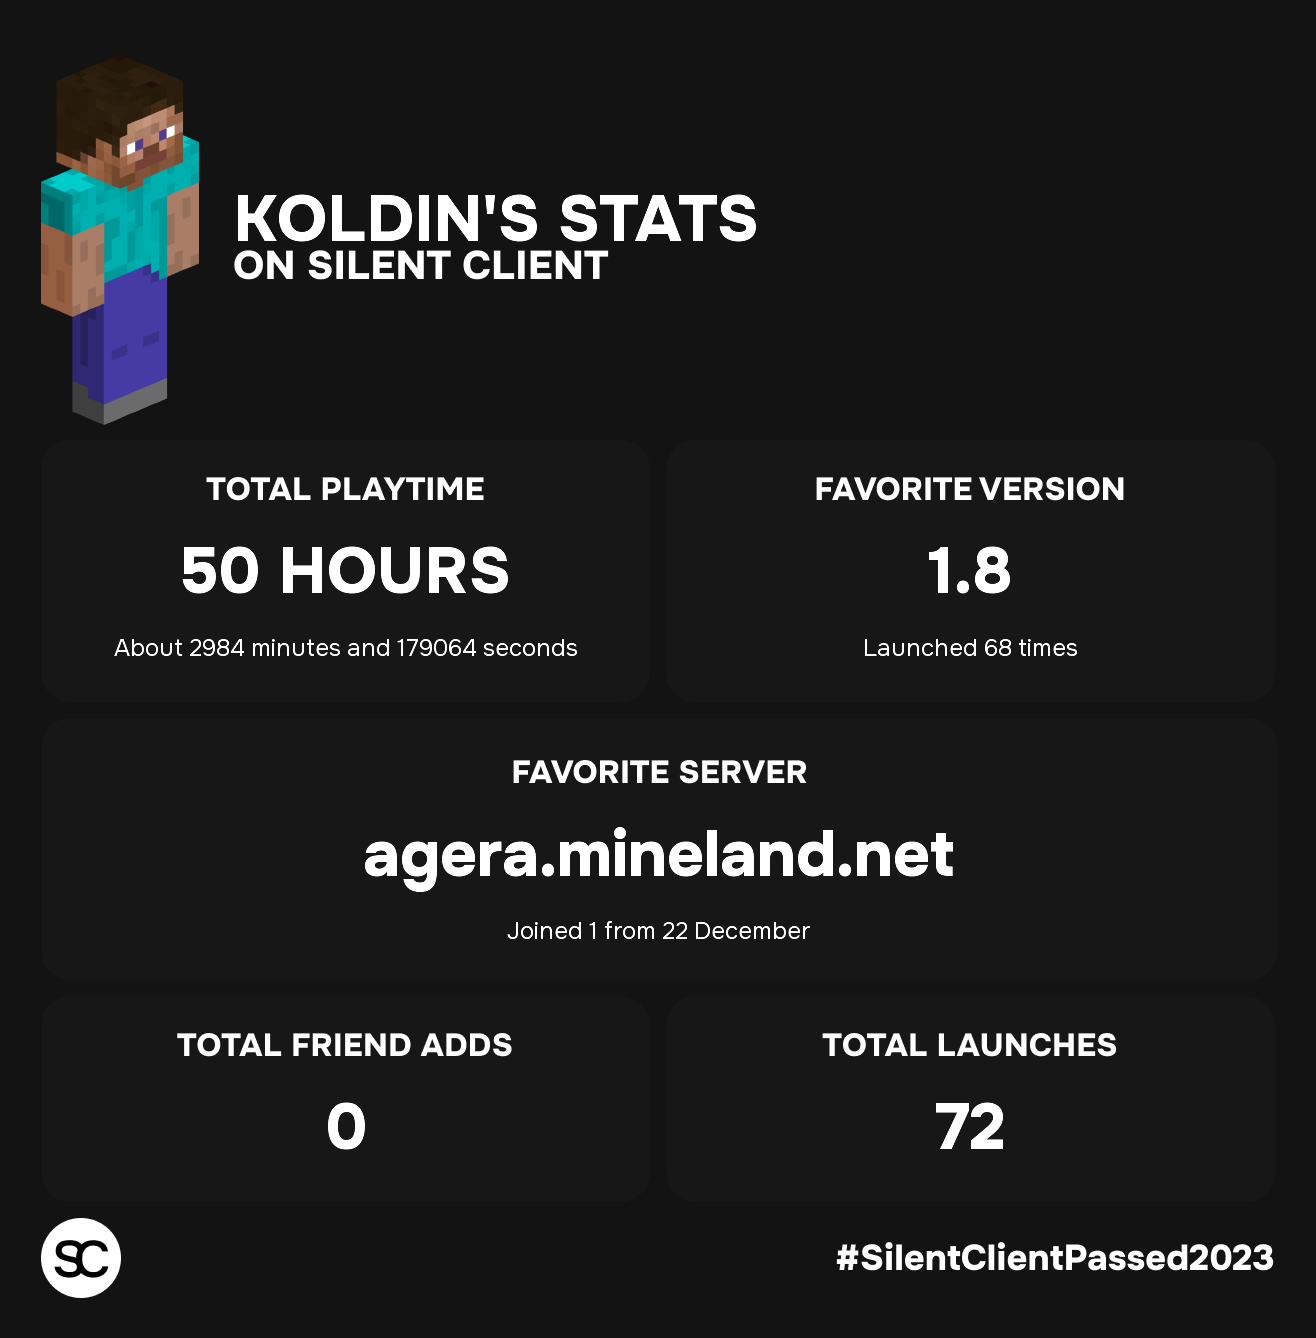 KOLDIN'S STATS
ON SILENT CLIENT
TOTAL PLAYTIME
50 HOURS
About 2984 minutes and 179064 seconds
FAVORITE VERSION
1.8
Launched 68 times
FAVORITE SERVER
agera.mineland.net
Joined 1 from 22 December
TOTAL FRIEND ADDS
0
TOTAL LAUNCHES
72
SC
#SilentClientPassed2023